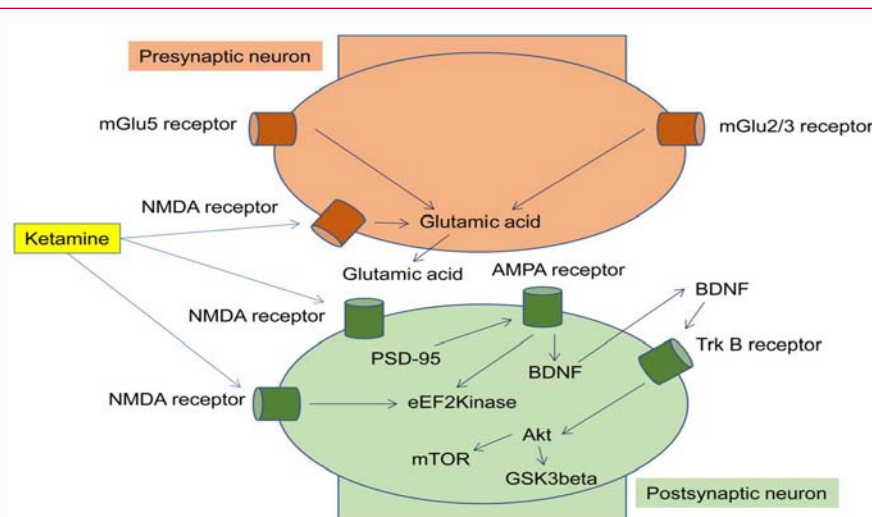 Presynaptic neuron
mGlu5 receptor
mGlu2/3 receptor
NMDA receptor
Glutamic acid
Ketamine
Glutamic acid
AMPA receptor
BDNF
NMDA receptor
Trk B receptor
PSD-95
BDNF
NMDA receptor
eEF2Kinase
Akt
mTOR
GSK3beta
Postsynaptic neuron